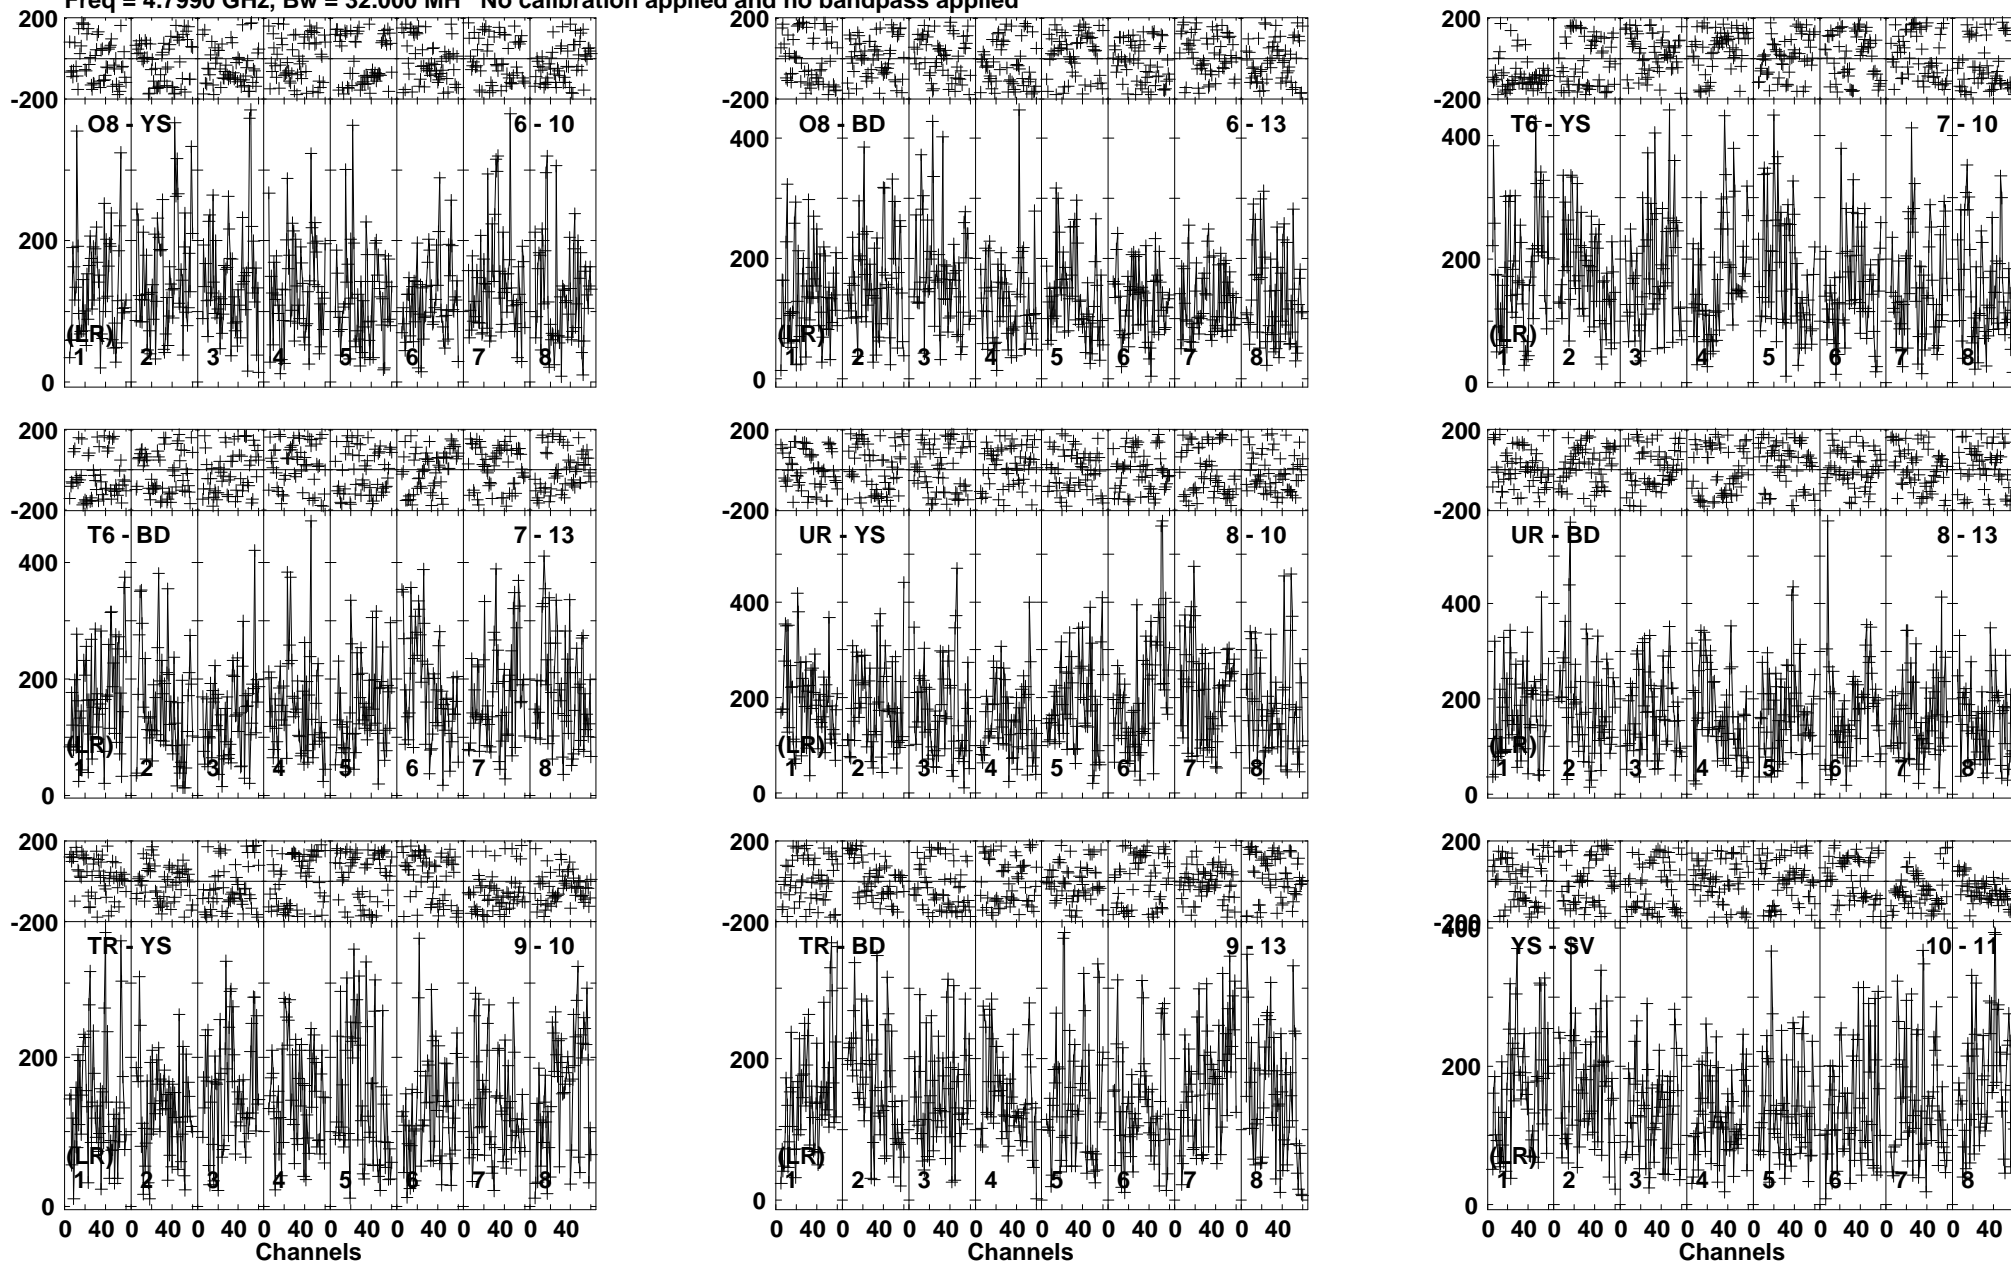 Freq = 4.7990 GHz, Bw = 32.000 MH No calibration applied and no bandpass applied
200 200 200
-200 -200 -200
O8 - YS 6 - 10 O8 - BD 6 - 13 T6 - YS 7 - 10
400 400
200 200 200
(LR) (LR) (LR)
1 2 3 4 5 6 7 8 1 2 3 4 5 6 7 8 1 2 3 4 5 6 7 8
0 0 0
200 200 200
-200 -200 -200
T6 - BD 7 - 13 UR - YS 8 - 10 UR - BD 8 - 13
400 400 400
200 200 200
(LR) (LR) (LR)
1 2 3 4 5 6 7 8 1 2 3 4 5 6 7 8 1 2 3 4 5 6 7 8
0 0 0
200 200 200
-200 -200 -200
400
TR - YS 9 - 10 TR - BD 9 - 13 YS - SV 10 - 11
200 200 200
(LR) (LR) (LR)
1 2 3 4 5 6 7 8 1 2 3 4 5 6 7 8 1 2 3 4 5 6 7 8
0 0 0
0 40 0 40 0 40 0 40 0 40 0 40 0 40 0 40 0 40 0 40 0 40 0 40 0 40 0 40 0 40 0 40 0 40 0 40 0 40 0 40 0 40 0 40 0 40 0 40
Channels Channels Channels